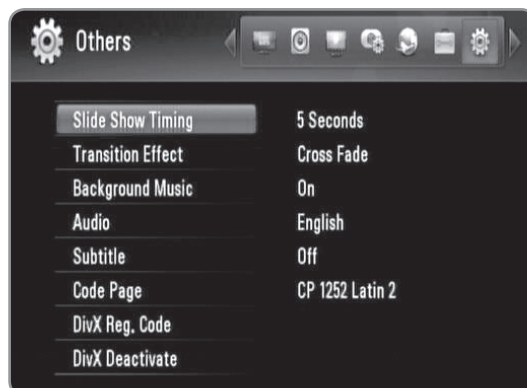 Others
Slide Show Timing 5 Seconds
Transition Effect Cross Fade
Background Music On
Audio English
Subtitle Off
Code Page CP 1252 Latin 2
DivX Reg. Code
DivX Deactivate